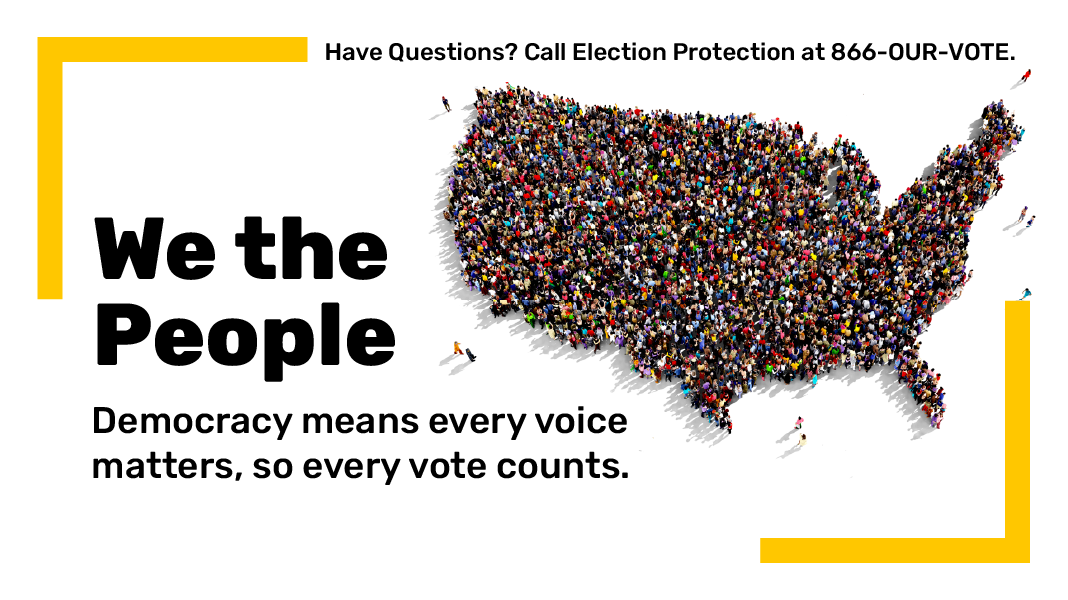 Have Questions? Call Election Protection at 866-OUR-VOTE.
We the
People
Democracy means every voice
matters, so every vote counts.